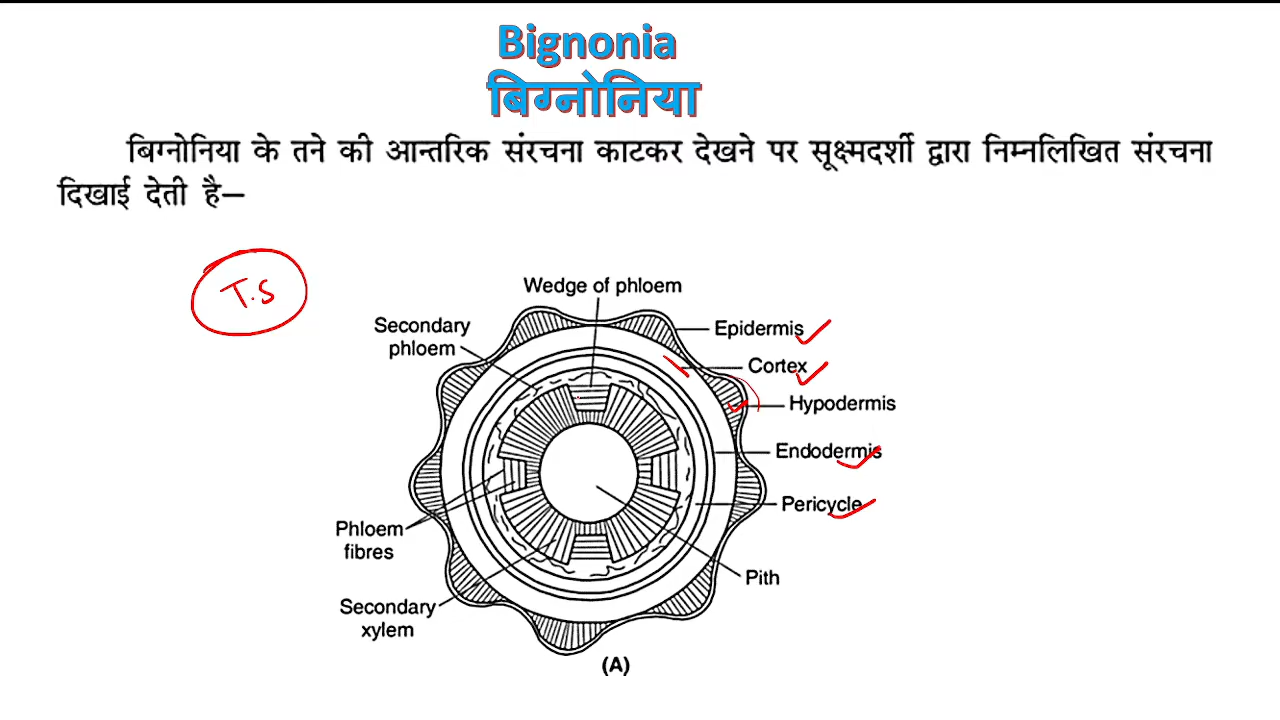 Bignonia
बिग्नोनिया
बिग्नोनिया के तने की आन्तरिक संरचना काटकर देखने पर सूक्ष्मदर्शी द्वारा निम्नलिखित संरचना
दिखाई देती है–
T.S
Wedge of phloem
Secondary
phloem
Epidermis
Cortex
Hypodermis
Endodermis
Pericycle
Phloem
fibres
Pith
Secondary
xylem
(A)